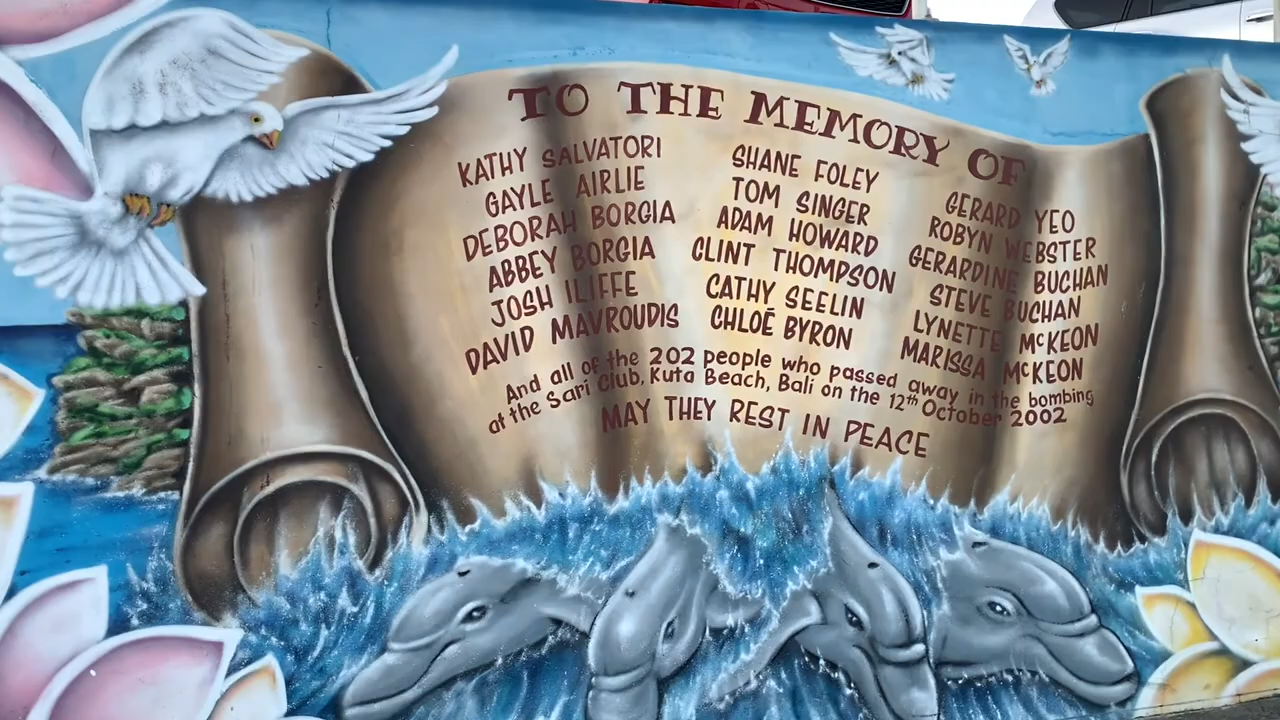 TO THE MEMORY OF
KATHY SALVATORI
GAYLE AIRLIE
DEBORAH BORGIA
ABBEY BORGIA
JOSH ILIFFE
DAVID MAVROUDIS
SHANE FOLEY
TOM SINGER
ADAM HOWARD
CLINT THOMPSON
CATHY SEELIN
CHLOÉ BYRON
GERARD YEO
ROBYN WEBSTER
GERARDINE BUCHAN
STEVE BUCHAN
LYNETTE McKEON
MARISSA McKEON
And all of the 202 people who passed away in the bombing
at the Sari Club, Kuta Beach, Bali on the 12th October 2002
MAY THEY REST IN PEACE